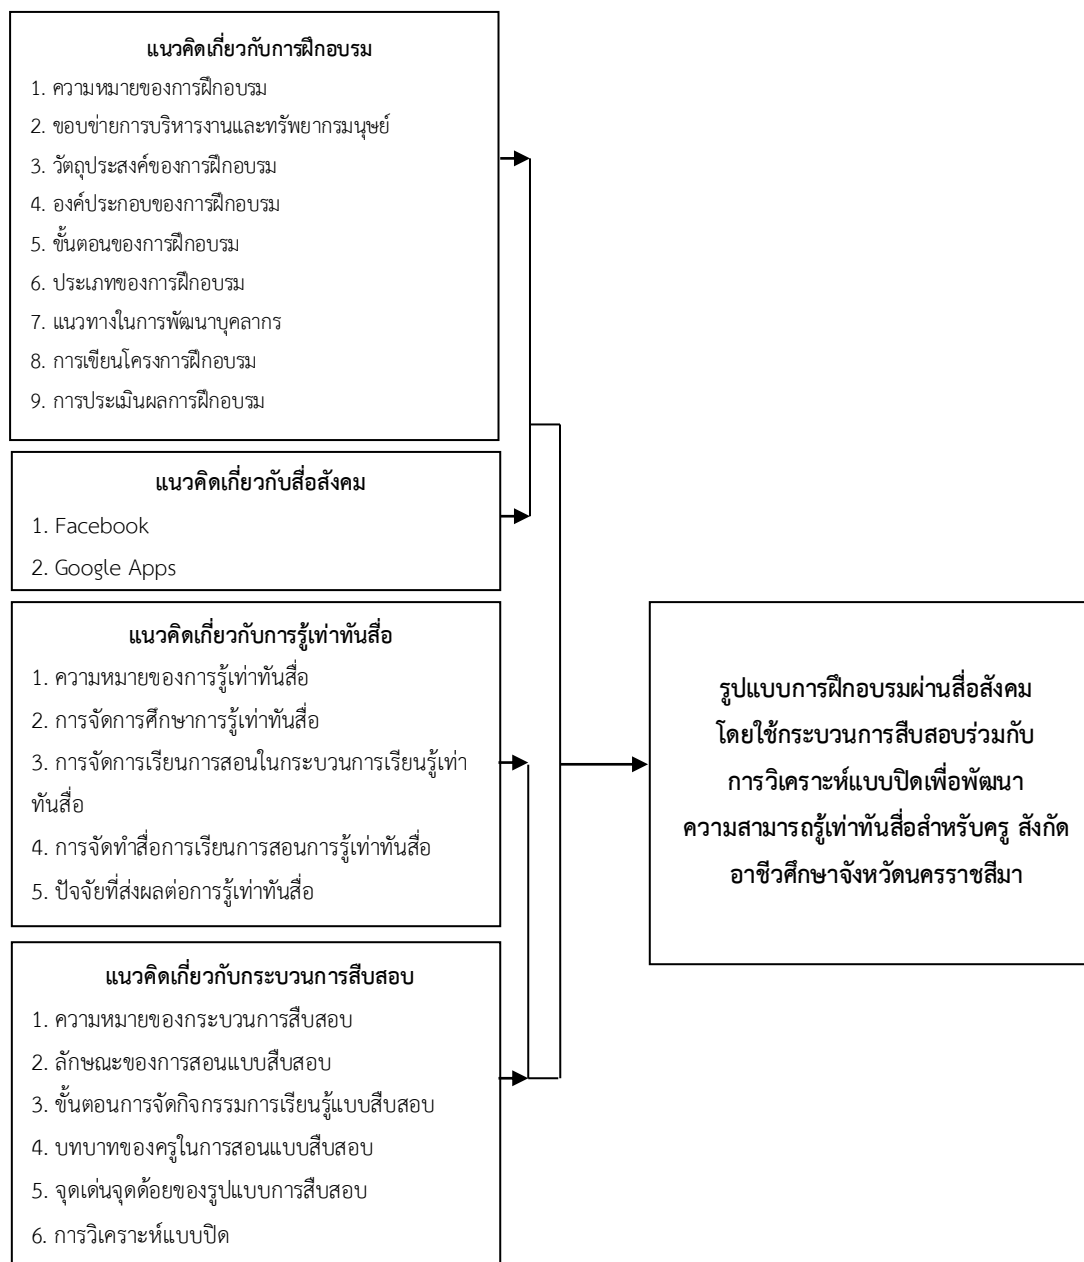 แนวคิดเกี่ยวกับการฝึกอบรม
1. ความหมายของการฝึกอบรม
2. ขอบข่ายการบริหารงานและทรัพยากรมนุษย์
3. วัตถุประสงค์ของการฝึกอบรม
4. องค์ประกอบของการฝึกอบรม
5. ขั้นตอนของการฝึกอบรม
6. ประเภทของการฝึกอบรม
7. แนวทางในการพัฒนาบุคลากร
8. การเขียนโครงการฝึกอบรม
9. การประเมินผลการฝึกอบรม
แนวคิดเกี่ยวกับสื่อสังคม
1. Facebook
2. Google Apps
แนวคิดเกี่ยวกับการรู้เท่าทันสื่อ
1. ความหมายของการรู้เท่าทันสื่อ
2. การจัดการศึกษาการรู้เท่าทันสื่อ
3. การจัดการเรียนการสอนในกระบวนการเรียนรู้เท่า
ทันสื่อ
4. การจัดทำสื่อการเรียนการสอนการรู้เท่าทันสื่อ
5. ปัจจัยที่ส่งผลต่อการรู้เท่าทันสื่อ
แนวคิดเกี่ยวกับกระบวนการสืบสอบ
1. ความหมายของกระบวนการสืบสอบ
2. ลักษณะของการสอนแบบสืบสอบ
3. ขั้นตอนการจัดกิจกรรมการเรียนรู้แบบสืบสอบ
4. บทบาทของครูในการสอนแบบสืบสอบ
5. จุดเด่นจุดด้อยของรูปแบบการสืบสอบ
6. การวิเคราะห์แบบปิด
รูปแบบการฝึกอบรมผ่านสื่อสังคม
โดยใช้กระบวนการสืบสอบร่วมกับ
การวิเคราะห์แบบปิดเพื่อพัฒนา
ความสามารถรู้เท่าทันสื่อสำหรับครู สังกัด
อาชีวศึกษาจังหวัดนครราชสีมา